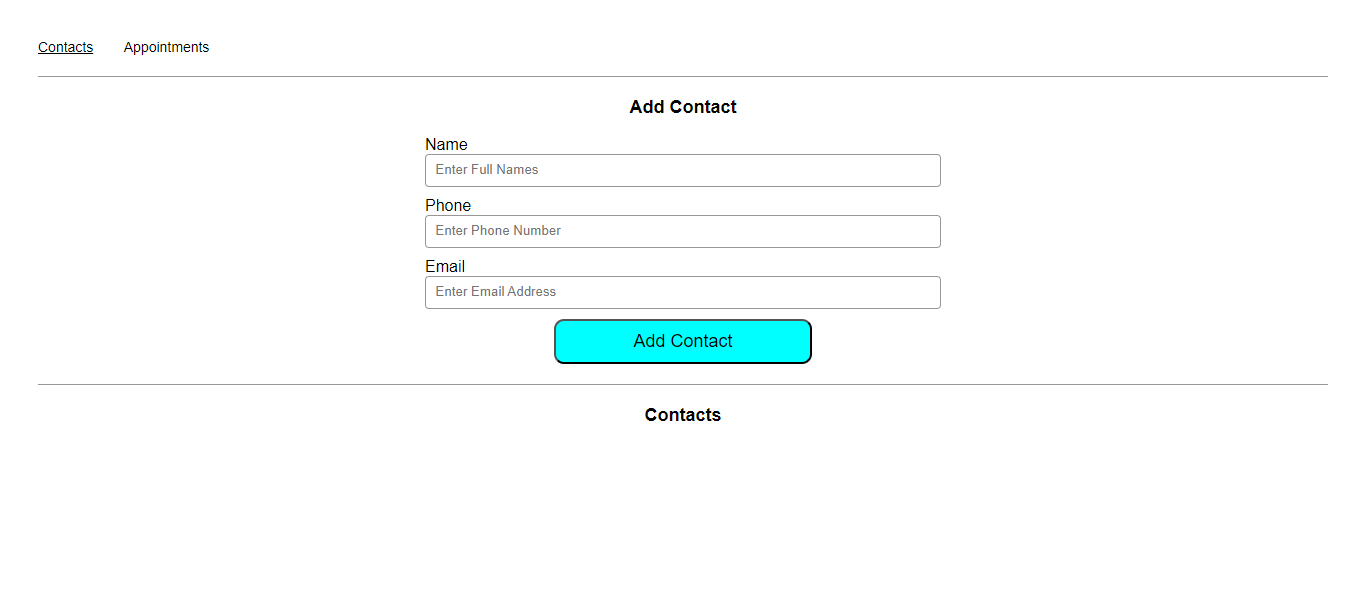 Contacts Appointments
Add Contact
Name
Enter Full Names
Phone
Enter Phone Number
Email
Enter Email Address
Add Contact
Contacts